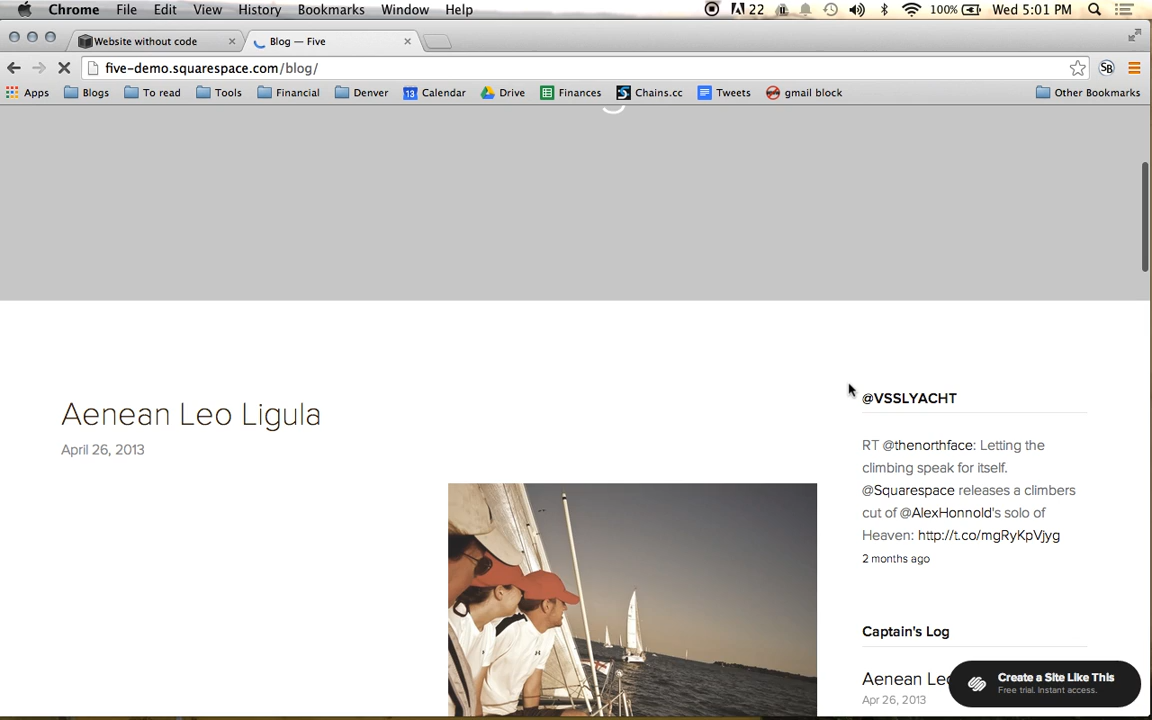 Chrome File Edit View History Bookmarks Window Help 22 100% Wed 5:01 PM
Website without code Blog — Five
five-demo.squarespace.com/blog/ SB
Apps Blogs To read Tools Financial Denver 13 Calendar Drive Finances Chains.cc Tweets gmail block Other Bookmarks
Aenean Leo Ligula
April 26, 2013
@VSSLYACHT
RT @thenorthface: Letting the
climbing speak for itself.
@Squarespace releases a climbers
cut of @AlexHonnold's solo of
Heaven: http://t.co/mgRyKpVjyg
2 months ago
Captain's Log
Aenean Leo
Apr 26, 2013
Create a Site Like This
Free trial. Instant access.